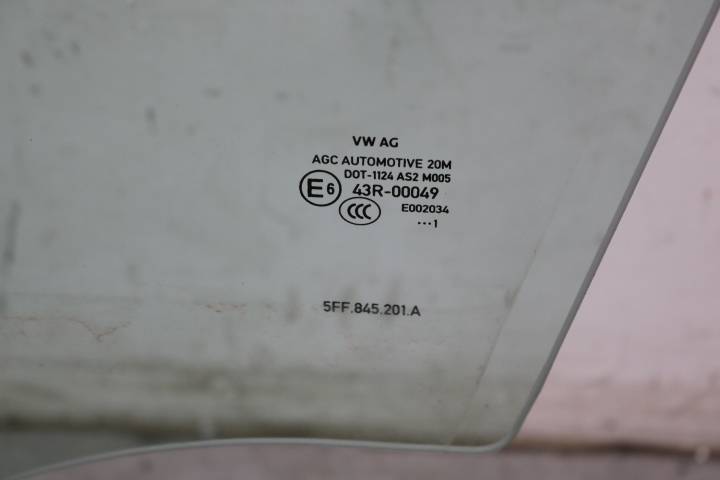 VW AG
AGC AUTOMOTIVE 20M
DOT-1124 AS2 M005
E6 43R-00049
CCC E002034
...1
5FF.845.201.A